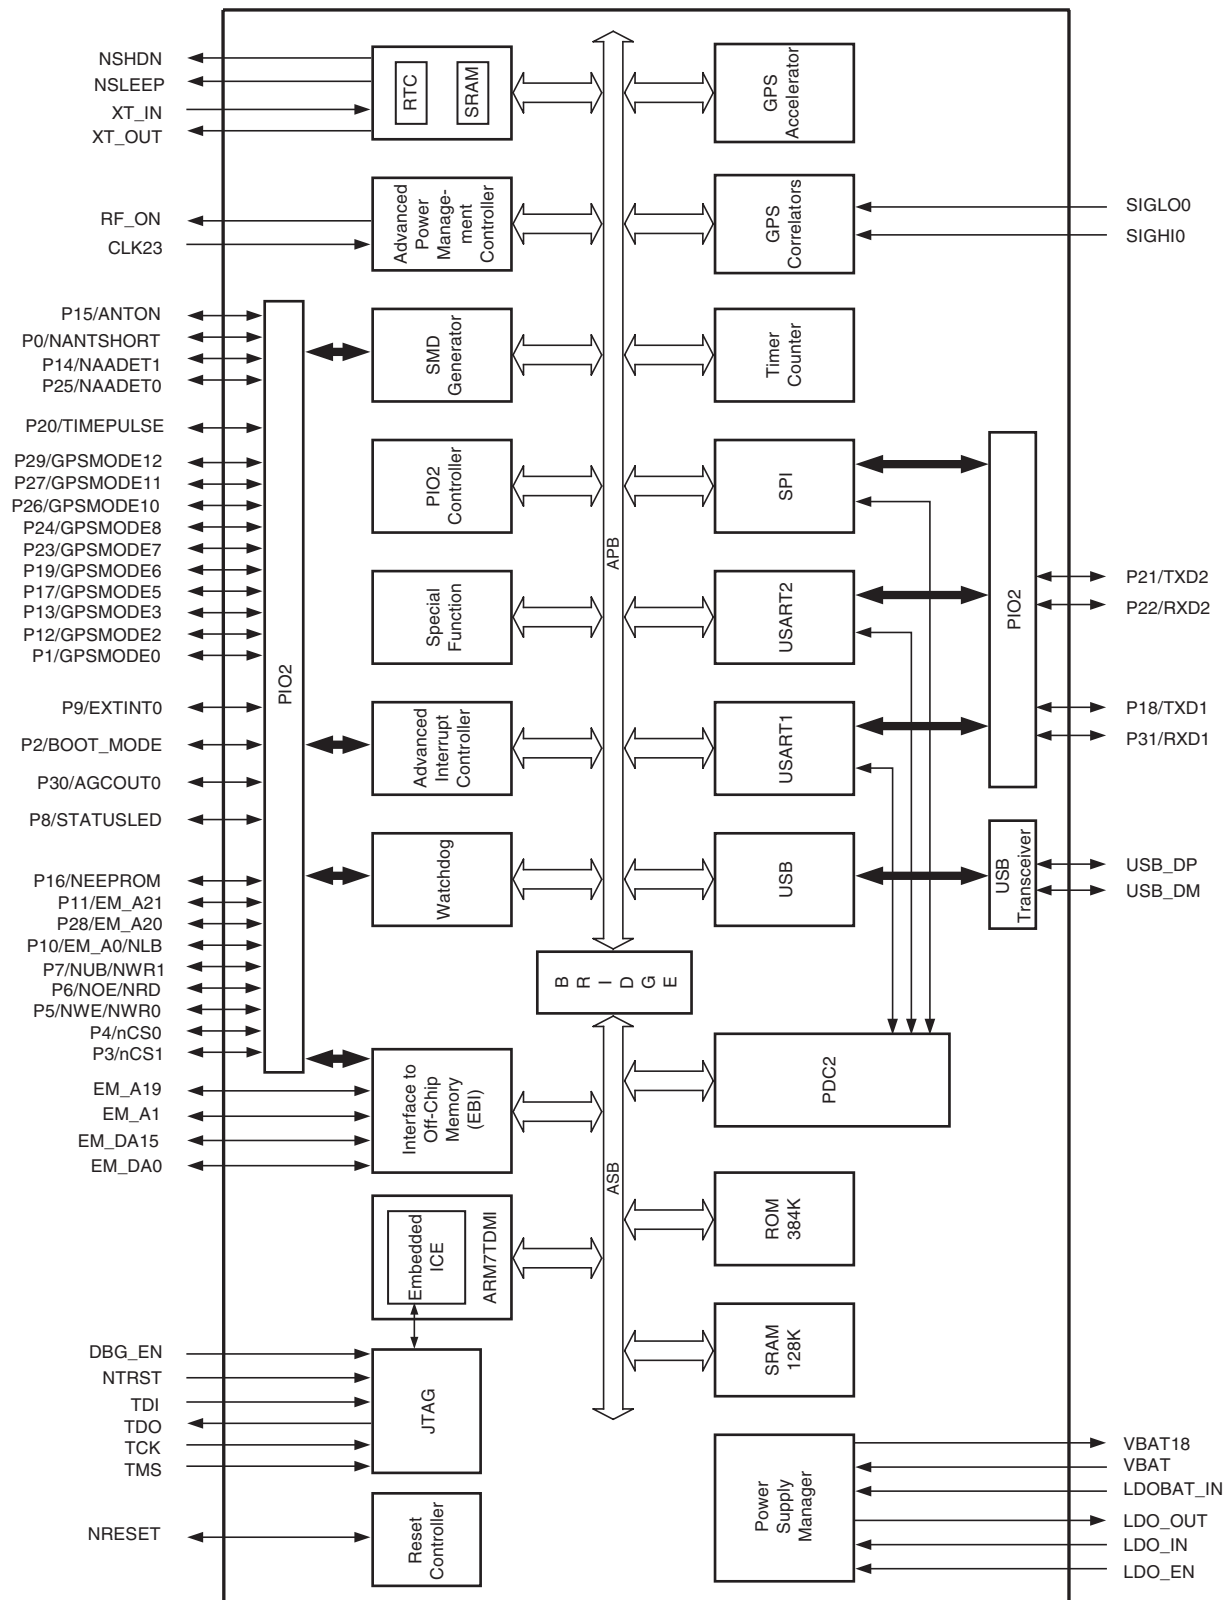 NSHDN
NSLEEP
XT_IN
XT_OUT
RF_ON
CLK23
P15/ANTON
P0/NANTSHORT
P14/NAADET1
P25/NAADET0
P20/TIMEPULSE
P29/GPSMODE12
P27/GPSMODE11
P26/GPSMODE10
P24/GPSMODE8
P23/GPSMODE7
P19/GPSMODE6
P17/GPSMODE5
P13/GPSMODE3
P12/GPSMODE2
P1/GPSMODE0
P9/EXTINT0
P2/BOOT_MODE
P30/AGCOUT0
P8/STATUSLED
P16/NEEPROM
P11/EM_A21
P28/EM_A20
P10/EM_A0/NLB
P7/NUB/NWR1
P6/NOE/NRD
P5/NWE/NWR0
P4/nCS0
P3/nCS1
EM_A19
EM_A1
EM_DA15
EM_DA0
DBG_EN
NTRST
TDI
TDO
TCK
TMS
NRESET
PIO2
RTC
SRAM
Advanced
Power
Manage-
ment
Controller
SMD
Generator
PIO2
Controller
Special
Function
Advanced
Interrupt
Controller
Watchdog
Interface to
Off-Chip
Memory
(EBI)
Embedded
ICE
ARM7TDMI
JTAG
Reset
Controller
APB
BRIDGE
ASB
GPS
Accelerator
GPS
Correlators
Timer
Counter
SPI
USART2
USART1
USB
PDC2
ROM
384K
SRAM
128K
Power
Supply
Manager
PIO2
USB
Transceiver
SIGLO0
SIGHI0
P21/TXD2
P22/RXD2
P18/TXD1
P31/RXD1
USB_DP
USB_DM
VBAT18
VBAT
LDOBAT_IN
LDO_OUT
LDO_IN
LDO_EN